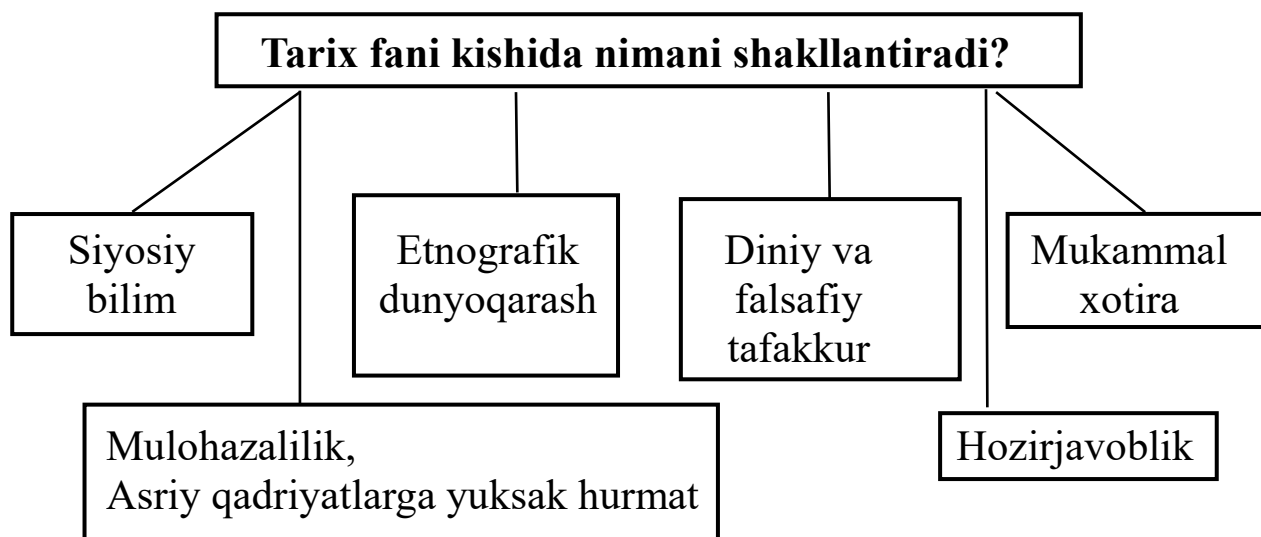 Tarix fani kishida nimani shakllantiradi?
Siyosiy
bilim
Etnografik
dunyoqarash
Diniy va
falsafiy
tafakkur
Mukammal
xotira
Mulohazalilik,
Asriy qadriyatlarga yuksak hurmat
Hozirjavoblik